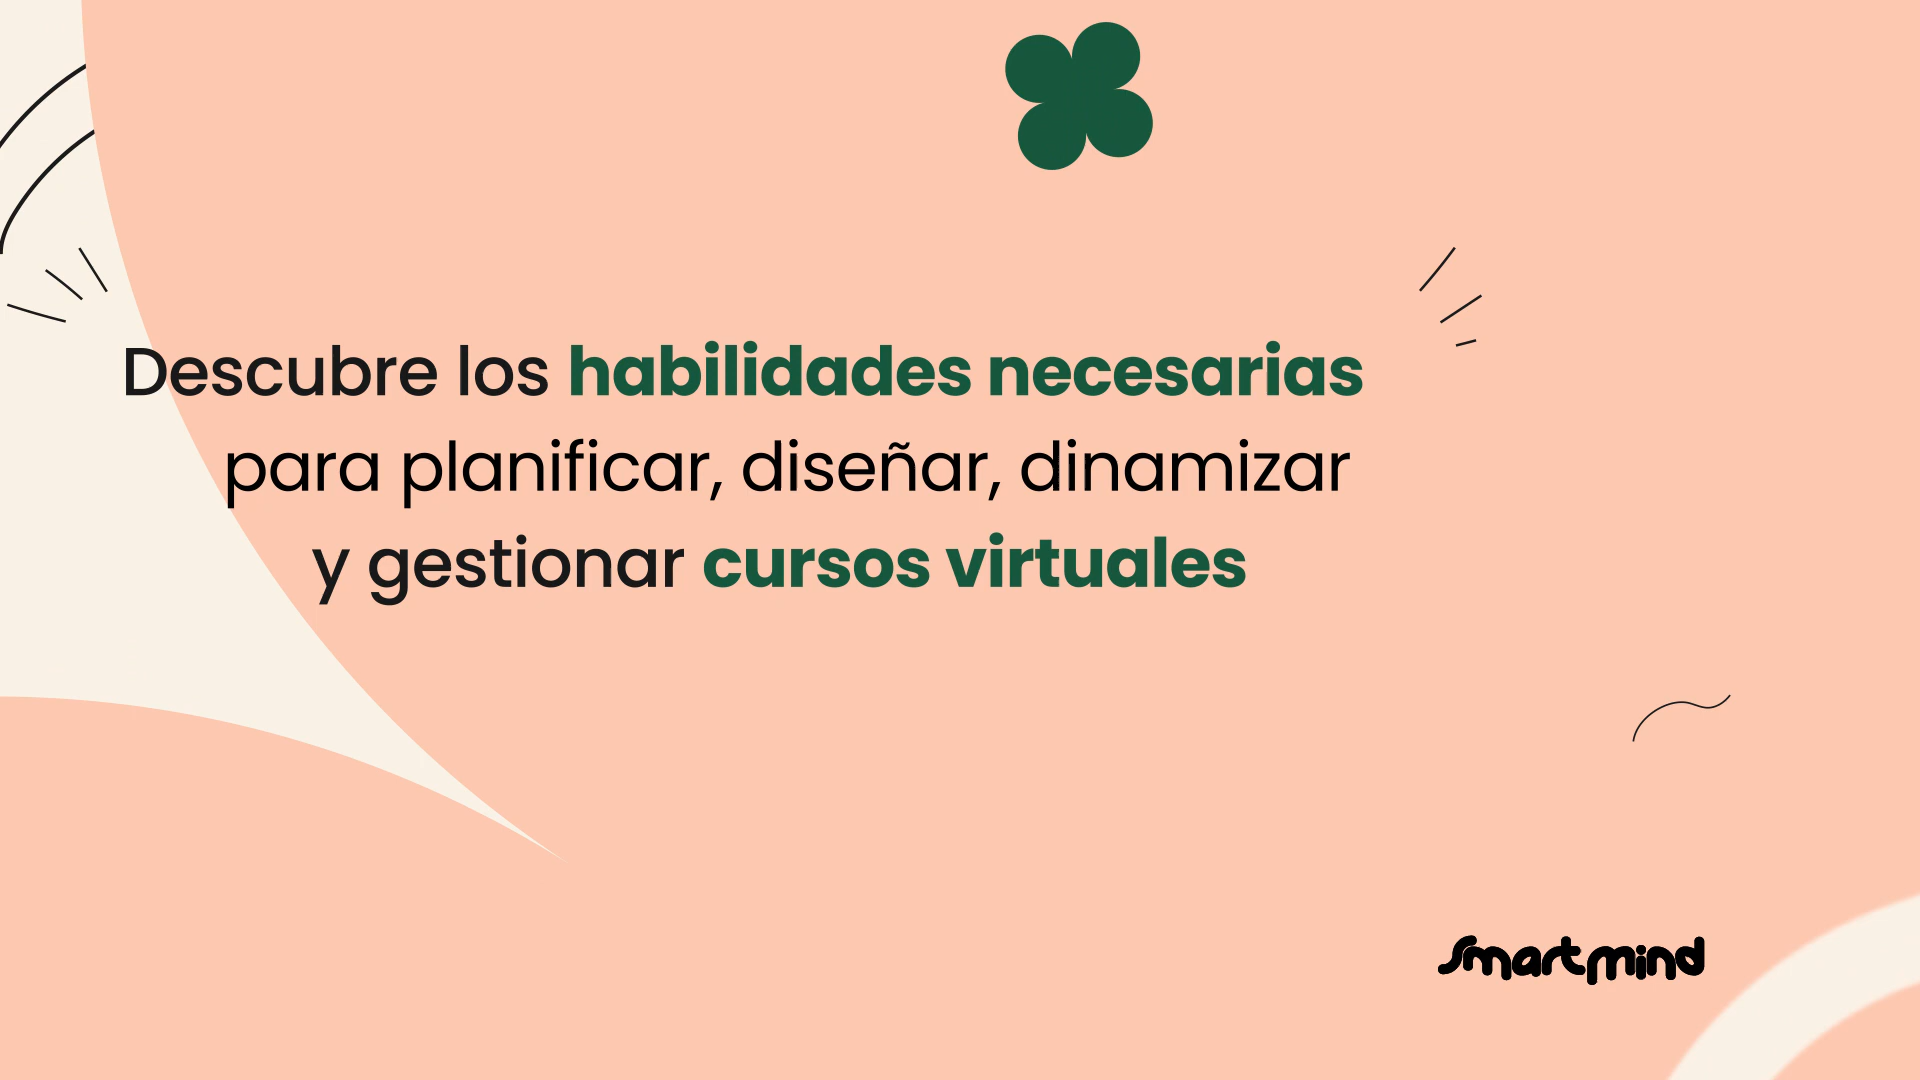 Descubre los habilidades necesarias
para planificar, diseñar, dinamizar
y gestionar cursos virtuales
smartmind